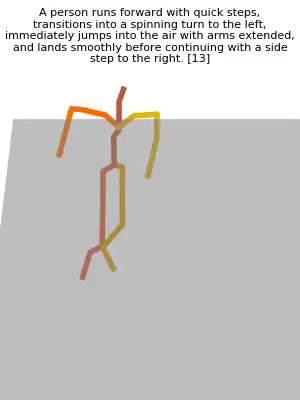 A person runs forward with quick steps,
transitions into a spinning turn to the left,
immediately jumps into the air with arms extended,
and lands smoothly before continuing with a side
step to the right. [13]